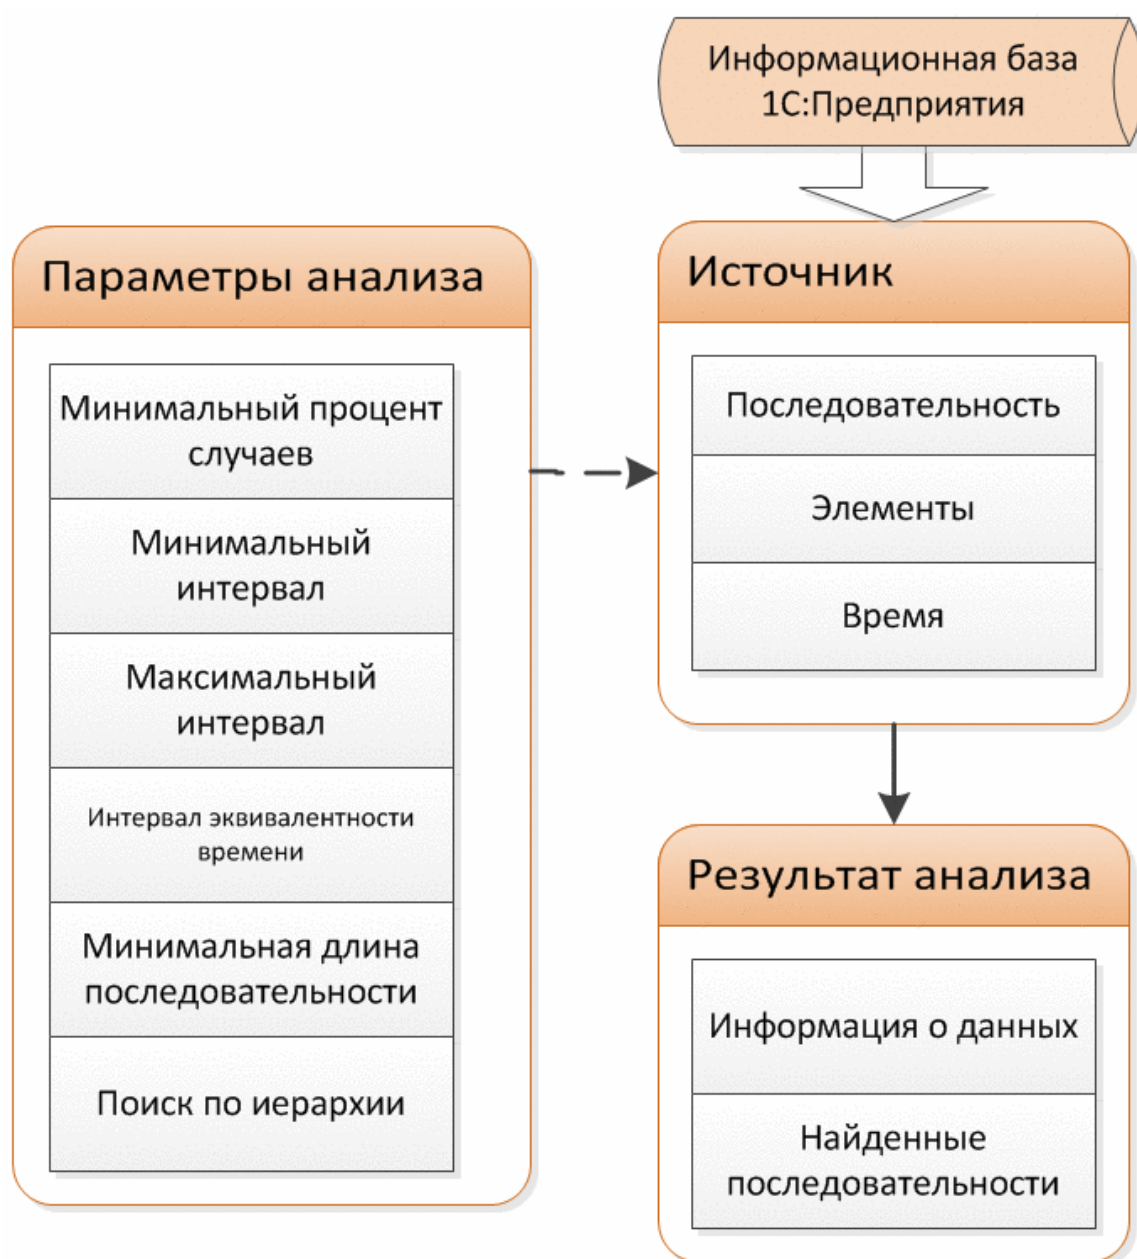 Информационная база
1С:Предприятия
Параметры анализа
Минимальный процент
случаев
Минимальный
интервал
Максимальный
интервал
Интервал эквивалентности
времени
Минимальная длина
последовательности
Поиск по иерархии
Источник
Последовательность
Элементы
Время
Результат анализа
Информация о данных
Найденные
последовательности